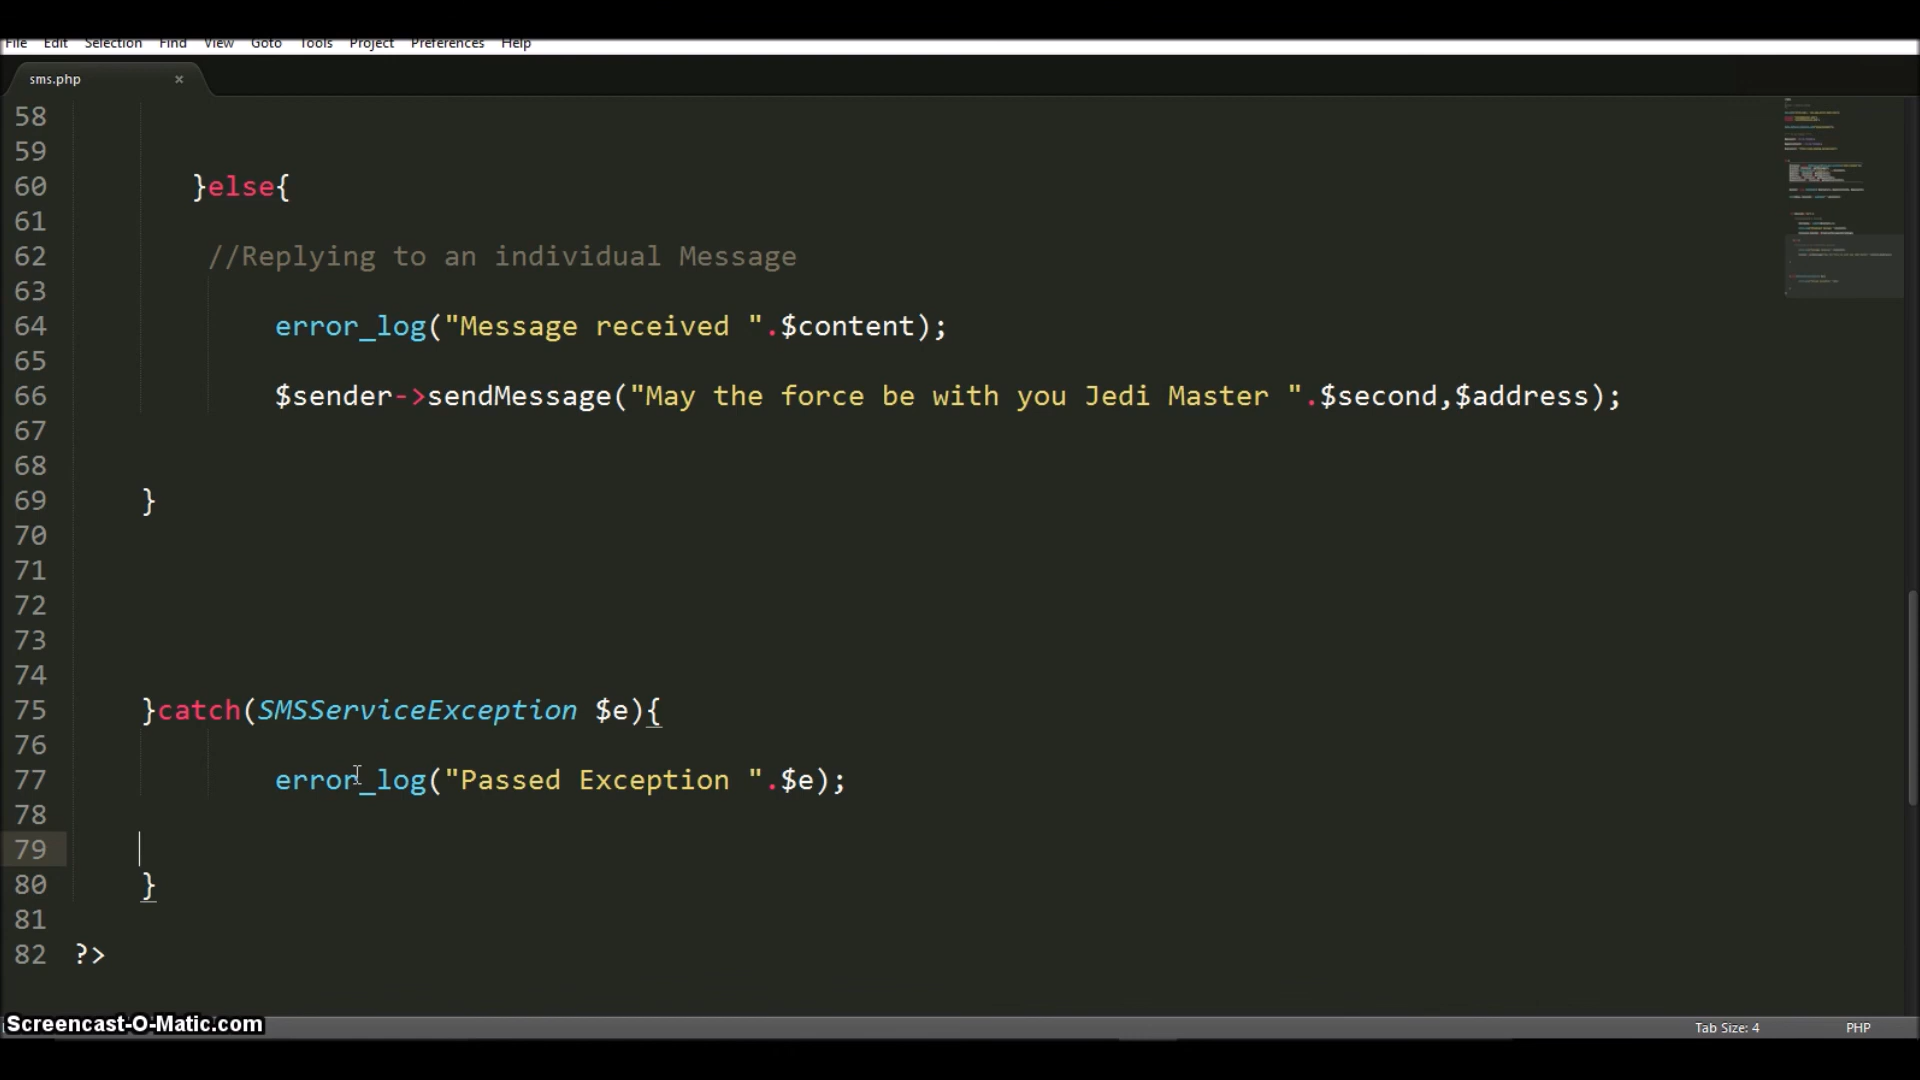 File Edit Selection Find View Goto Tools Project Preferences Help
sms.php ×
58
59
60 }else{
61
62 //Replying to an individual Message
63
64 error_log("Message received ".$content);
65
66 $sender->sendMessage("May the force be with you Jedi Master ".$second,$address);
67
68
69 }
70
71
72
73
74
75 }catch(SMSServiceException $e){
76
77 error_log("Passed Exception ".$e);
78
79
80 }
81
82 ?>
Screencast-O-Matic.com
Tab Size: 4 PHP